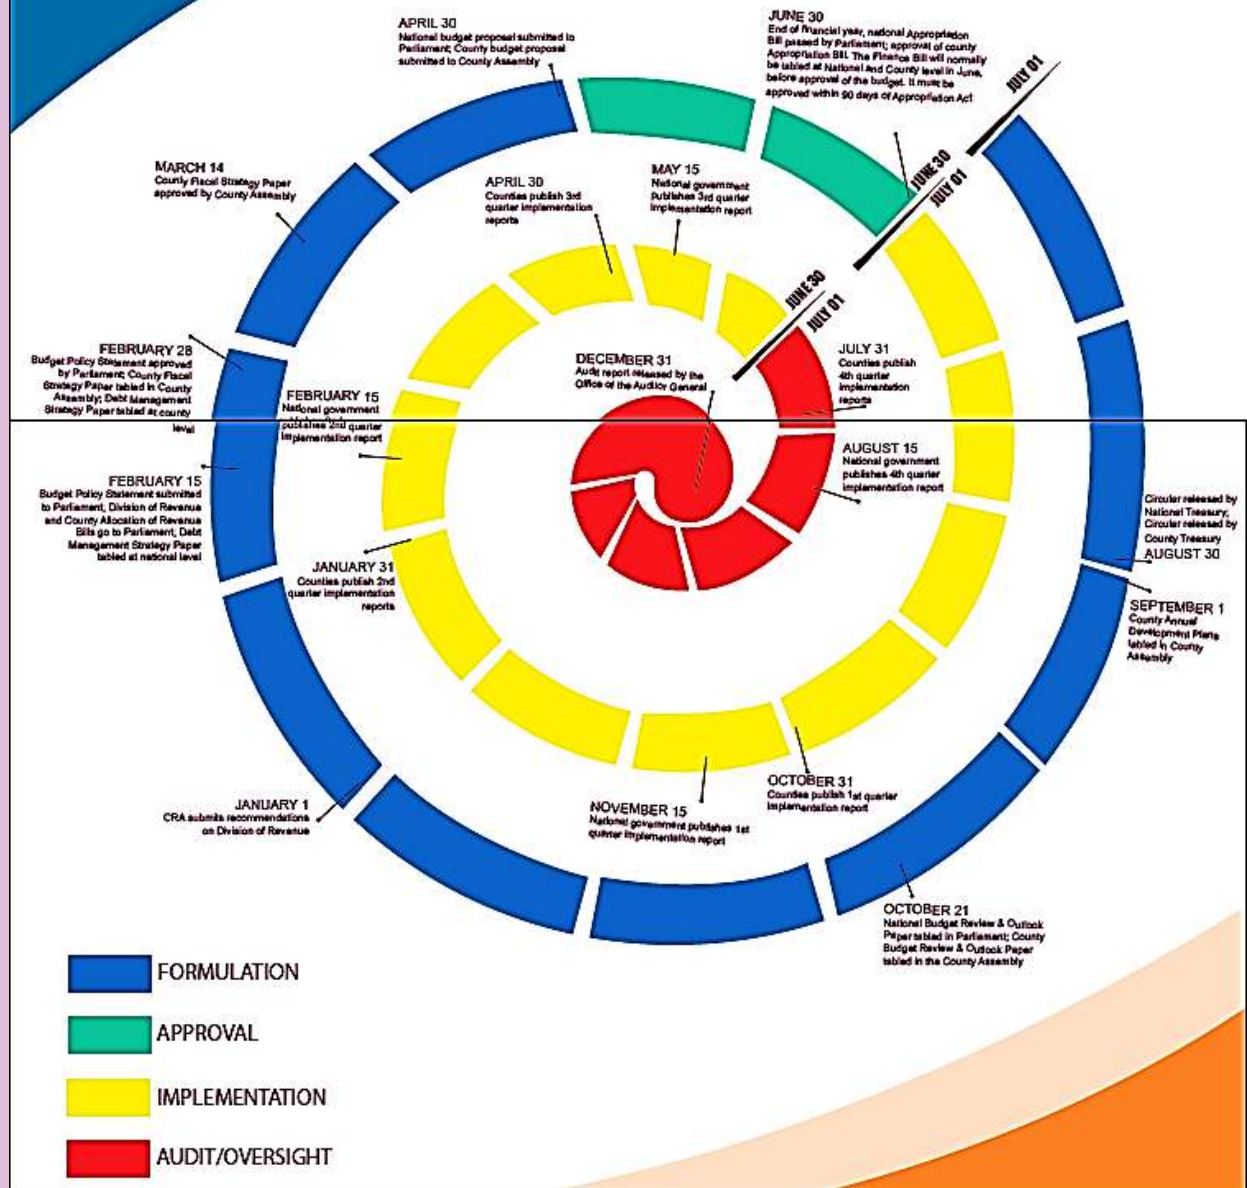 APRIL 30
National budget proposal submitted to
Parliament; County budget proposal
submitted to County Assembly
JUNE 30
End of financial year, national Appropriation
Bill passed by Parliament; approval of county
Appropriation Bill. The Finance Bill will normally
be tabled at National and County level in June,
before approval of the budget. It must be
approved within 90 days of Appropriation Act
JULY 01
MARCH 14
County Fiscal Strategy Paper
approved by County Assembly
APRIL 30
Counties publish 3rd
quarter implementation
reports
MAY 15
National government
Publishes 3rd quarter
implementation report
JUNE 30
JULY 01
JUNE 30
JULY 01
FEBRUARY 28
Budget Policy Statement approved
by Parliament; County Fiscal
Strategy Paper tabled in County
Assembly; Debt Management
Strategy Paper tabled at county
level
FEBRUARY 15
National government
publishes 2nd quarter
implementation report
DECEMBER 31
Audit report released by the
Office of the Auditor General
JULY 31
Counties publish
4th quarter
implementation
reports
AUGUST 15
National government
publishes 4th quarter
implementation report
FEBRUARY 15
Budget Policy Statement submitted
to Parliament, Division of Revenue
and County Allocation of Revenue
Bills go to Parliament, Debt
Management Strategy Paper
tabled at national level
JANUARY 31
Counties publish 2nd
quarter implementation
reports
Circular released by
National Treasury;
Circular released by
County Treasury
AUGUST 30
SEPTEMBER 1
County Annual
Development Plans
tabled in County
Assembly
JANUARY 1
CRA submits recommendations
on Division of Revenue
NOVEMBER 15
National government publishes 1st
quarter implementation report
OCTOBER 31
Counties publish 1st quarter
implementation report
OCTOBER 21
National Budget Review & Outlook
Paper tabled in Parliament; County
Budget Review & Outlook Paper
tabled in the County Assembly
FORMULATION
APPROVAL
IMPLEMENTATION
AUDIT/OVERSIGHT